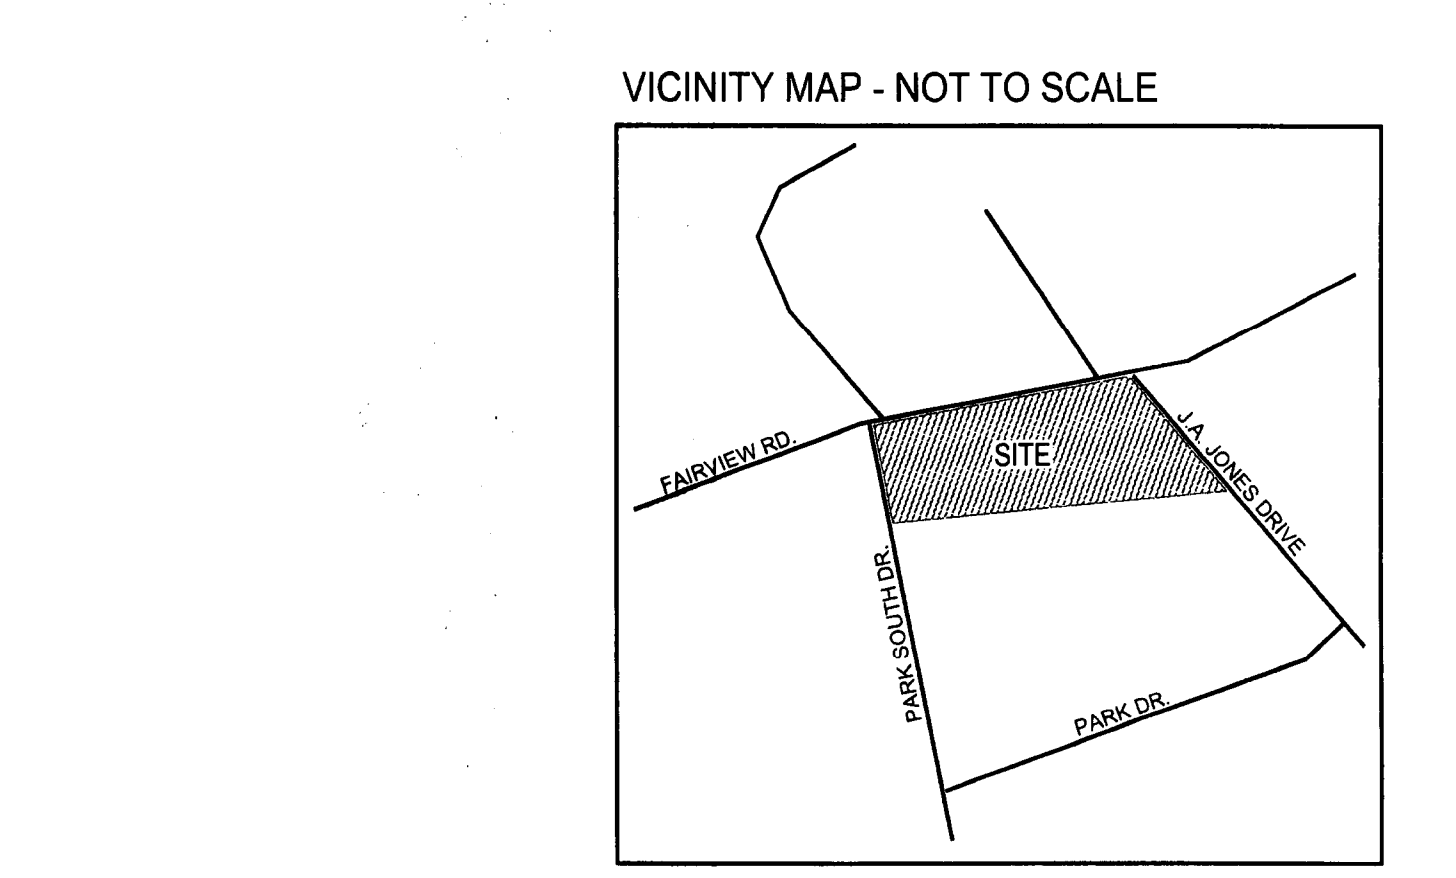 VICINITY MAP - NOT TO SCALE
FAIRVIEW RD.
SITE
J.A. JONES DRIVE
PARK SOUTH DR.
PARK DR.